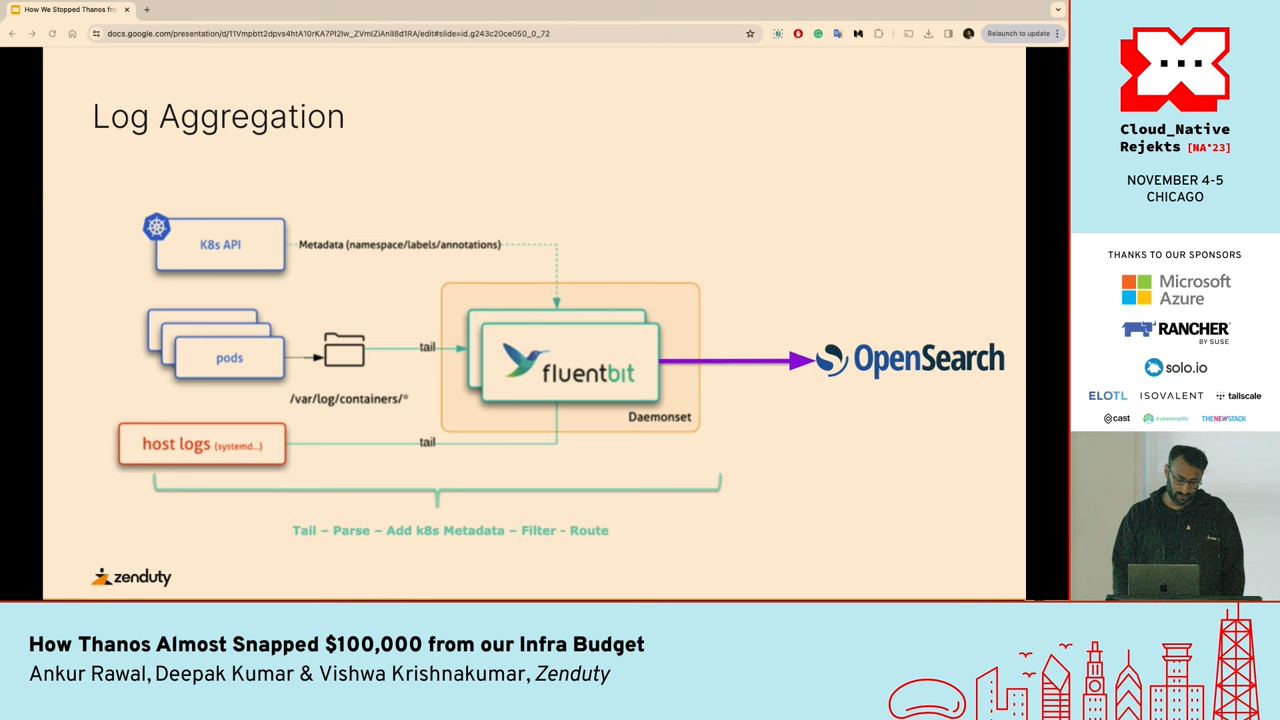 How We Stopped Thanos fro
docs.google.com/presentation/d/11Vmpbtt2dpvs4htA10rKA7PI2Iw_ZVmIZiAnII8d1RA/edit#slide=id.g243c20ce050_0_72
Relaunch to update
Log Aggregation
K8s API
Metadata (namespace/labels/annotations)
pods
tail
/var/log/containers/*
fluentbit
Daemonset
OpenSearch
host logs (systemd...)
tail
Tail – Parse – Add k8s Metadata – Filter - Route
zenduty
Cloud_Native
Rejekts [NA'23]
NOVEMBER 4-5
CHICAGO
THANKS TO OUR SPONSORS
Microsoft
Azure
RANCHER
BY SUSE
solo.io
ELOTL ISOVALENT tailscale
cast kubesimplify THENEWSTACK
How Thanos Almost Snapped $100,000 from our Infra Budget
Ankur Rawal, Deepak Kumar & Vishwa Krishnakumar, Zenduty